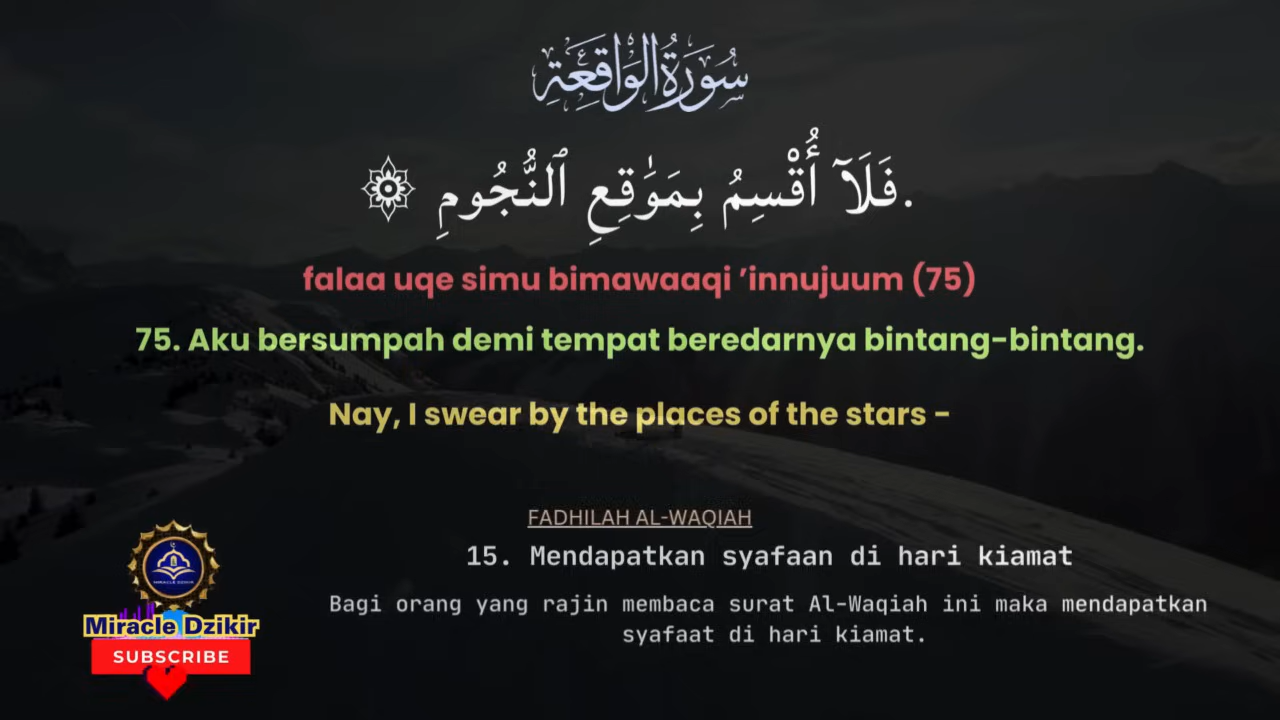 سُورَةُ الوَاقِعَةِ
فَلَآ أُقْسِمُ بِمَوَٰقِعِ ٱلنُّجُومِ.
falaa uqe simu bimawaaqi ’innujuum (75)
75. Aku bersumpah demi tempat beredarnya bintang-bintang.
Nay, I swear by the places of the stars -
FADHILAH AL-WAQIAH
15. Mendapatkan syafaan di hari kiamat
Bagi orang yang rajin membaca surat Al-Waqiah ini maka mendapatkan
syafaat di hari kiamat.
MIRACLE DZIKIR
Miracle Dzikir
SUBSCRIBE